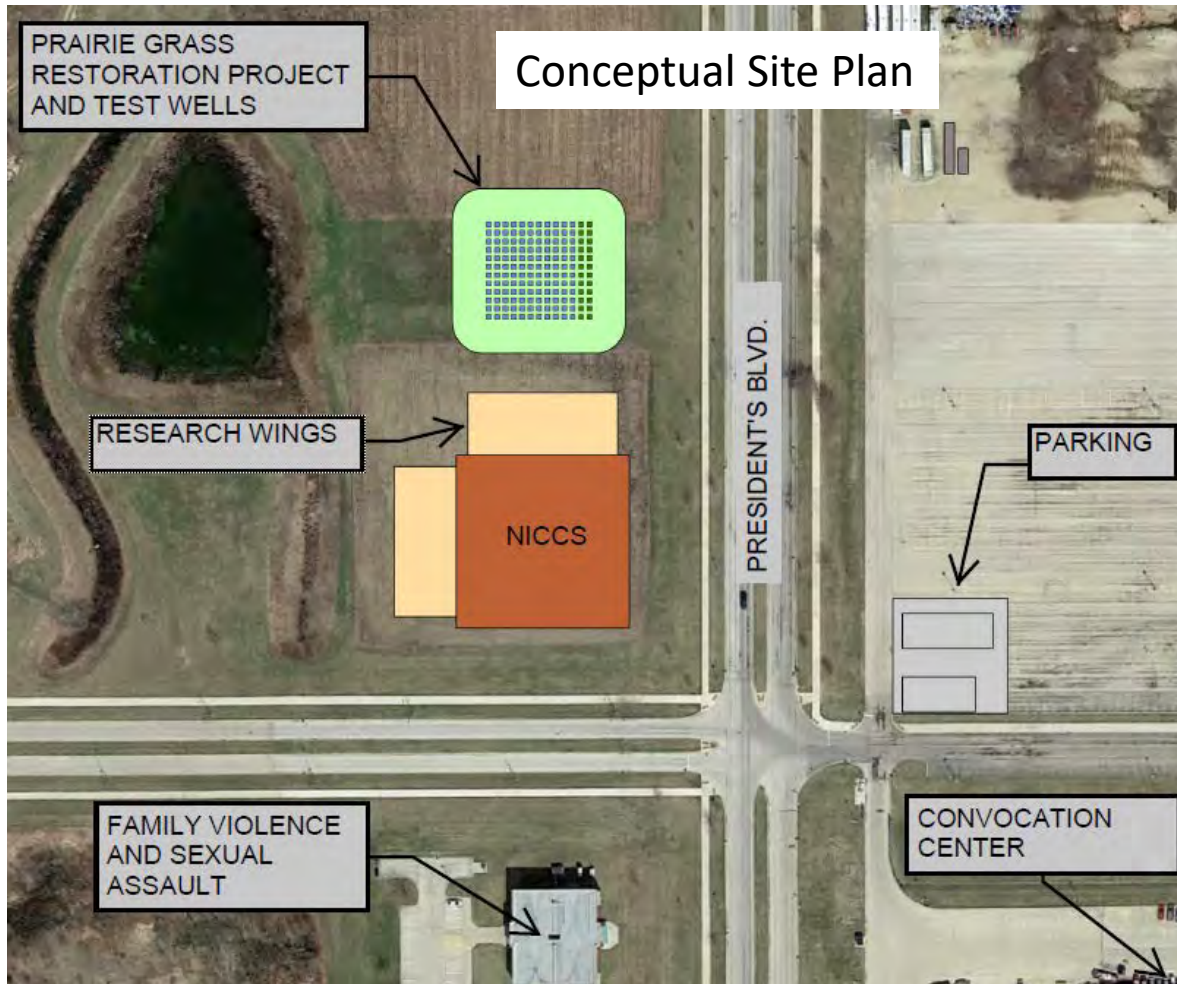 PRAIRIE GRASS
RESTORATION PROJECT
AND TEST WELLS
Conceptual Site Plan
PRESIDENT'S BLVD.
RESEARCH WINGS
PARKING
NICCS
FAMILY VIOLENCE
AND SEXUAL
ASSAULT
CONVOCATION
CENTER